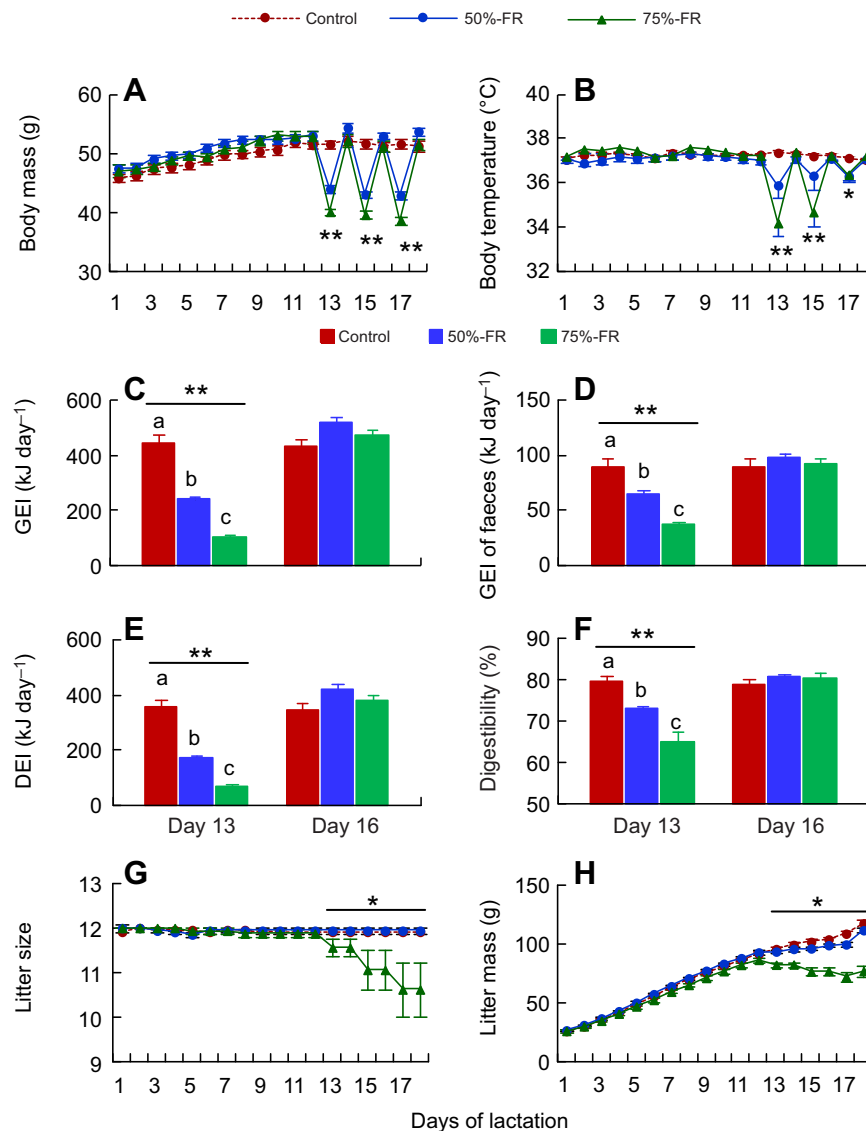 Control 50%-FR 75%-FR
A B
Body mass (g)
60
50
40
30
** ** **
1 3 5 7 9 11 13 15 17
Body temperature (°C)
40
38
36
34
32
** ** *
1 3 5 7 9 11 13 15 17
Control 50%-FR 75%-FR
C
GEI (kJ day–1)
600
400
200
0
**
a
b
c
D
GEI of faeces (kJ day–1)
150
100
50
0
**
a
b
c
E
DEI (kJ day–1)
600
400
200
0
**
a
b
c
Day 13 Day 16
F
Digestibility (%)
90
80
70
60
50
**
a
b
c
Day 13 Day 16
G
Litter size
13
12
11
10
9
*
1 3 5 7 9 11 13 15 17
H
Litter mass (g)
150
100
50
0
*
1 3 5 7 9 11 13 15 17
Days of lactation